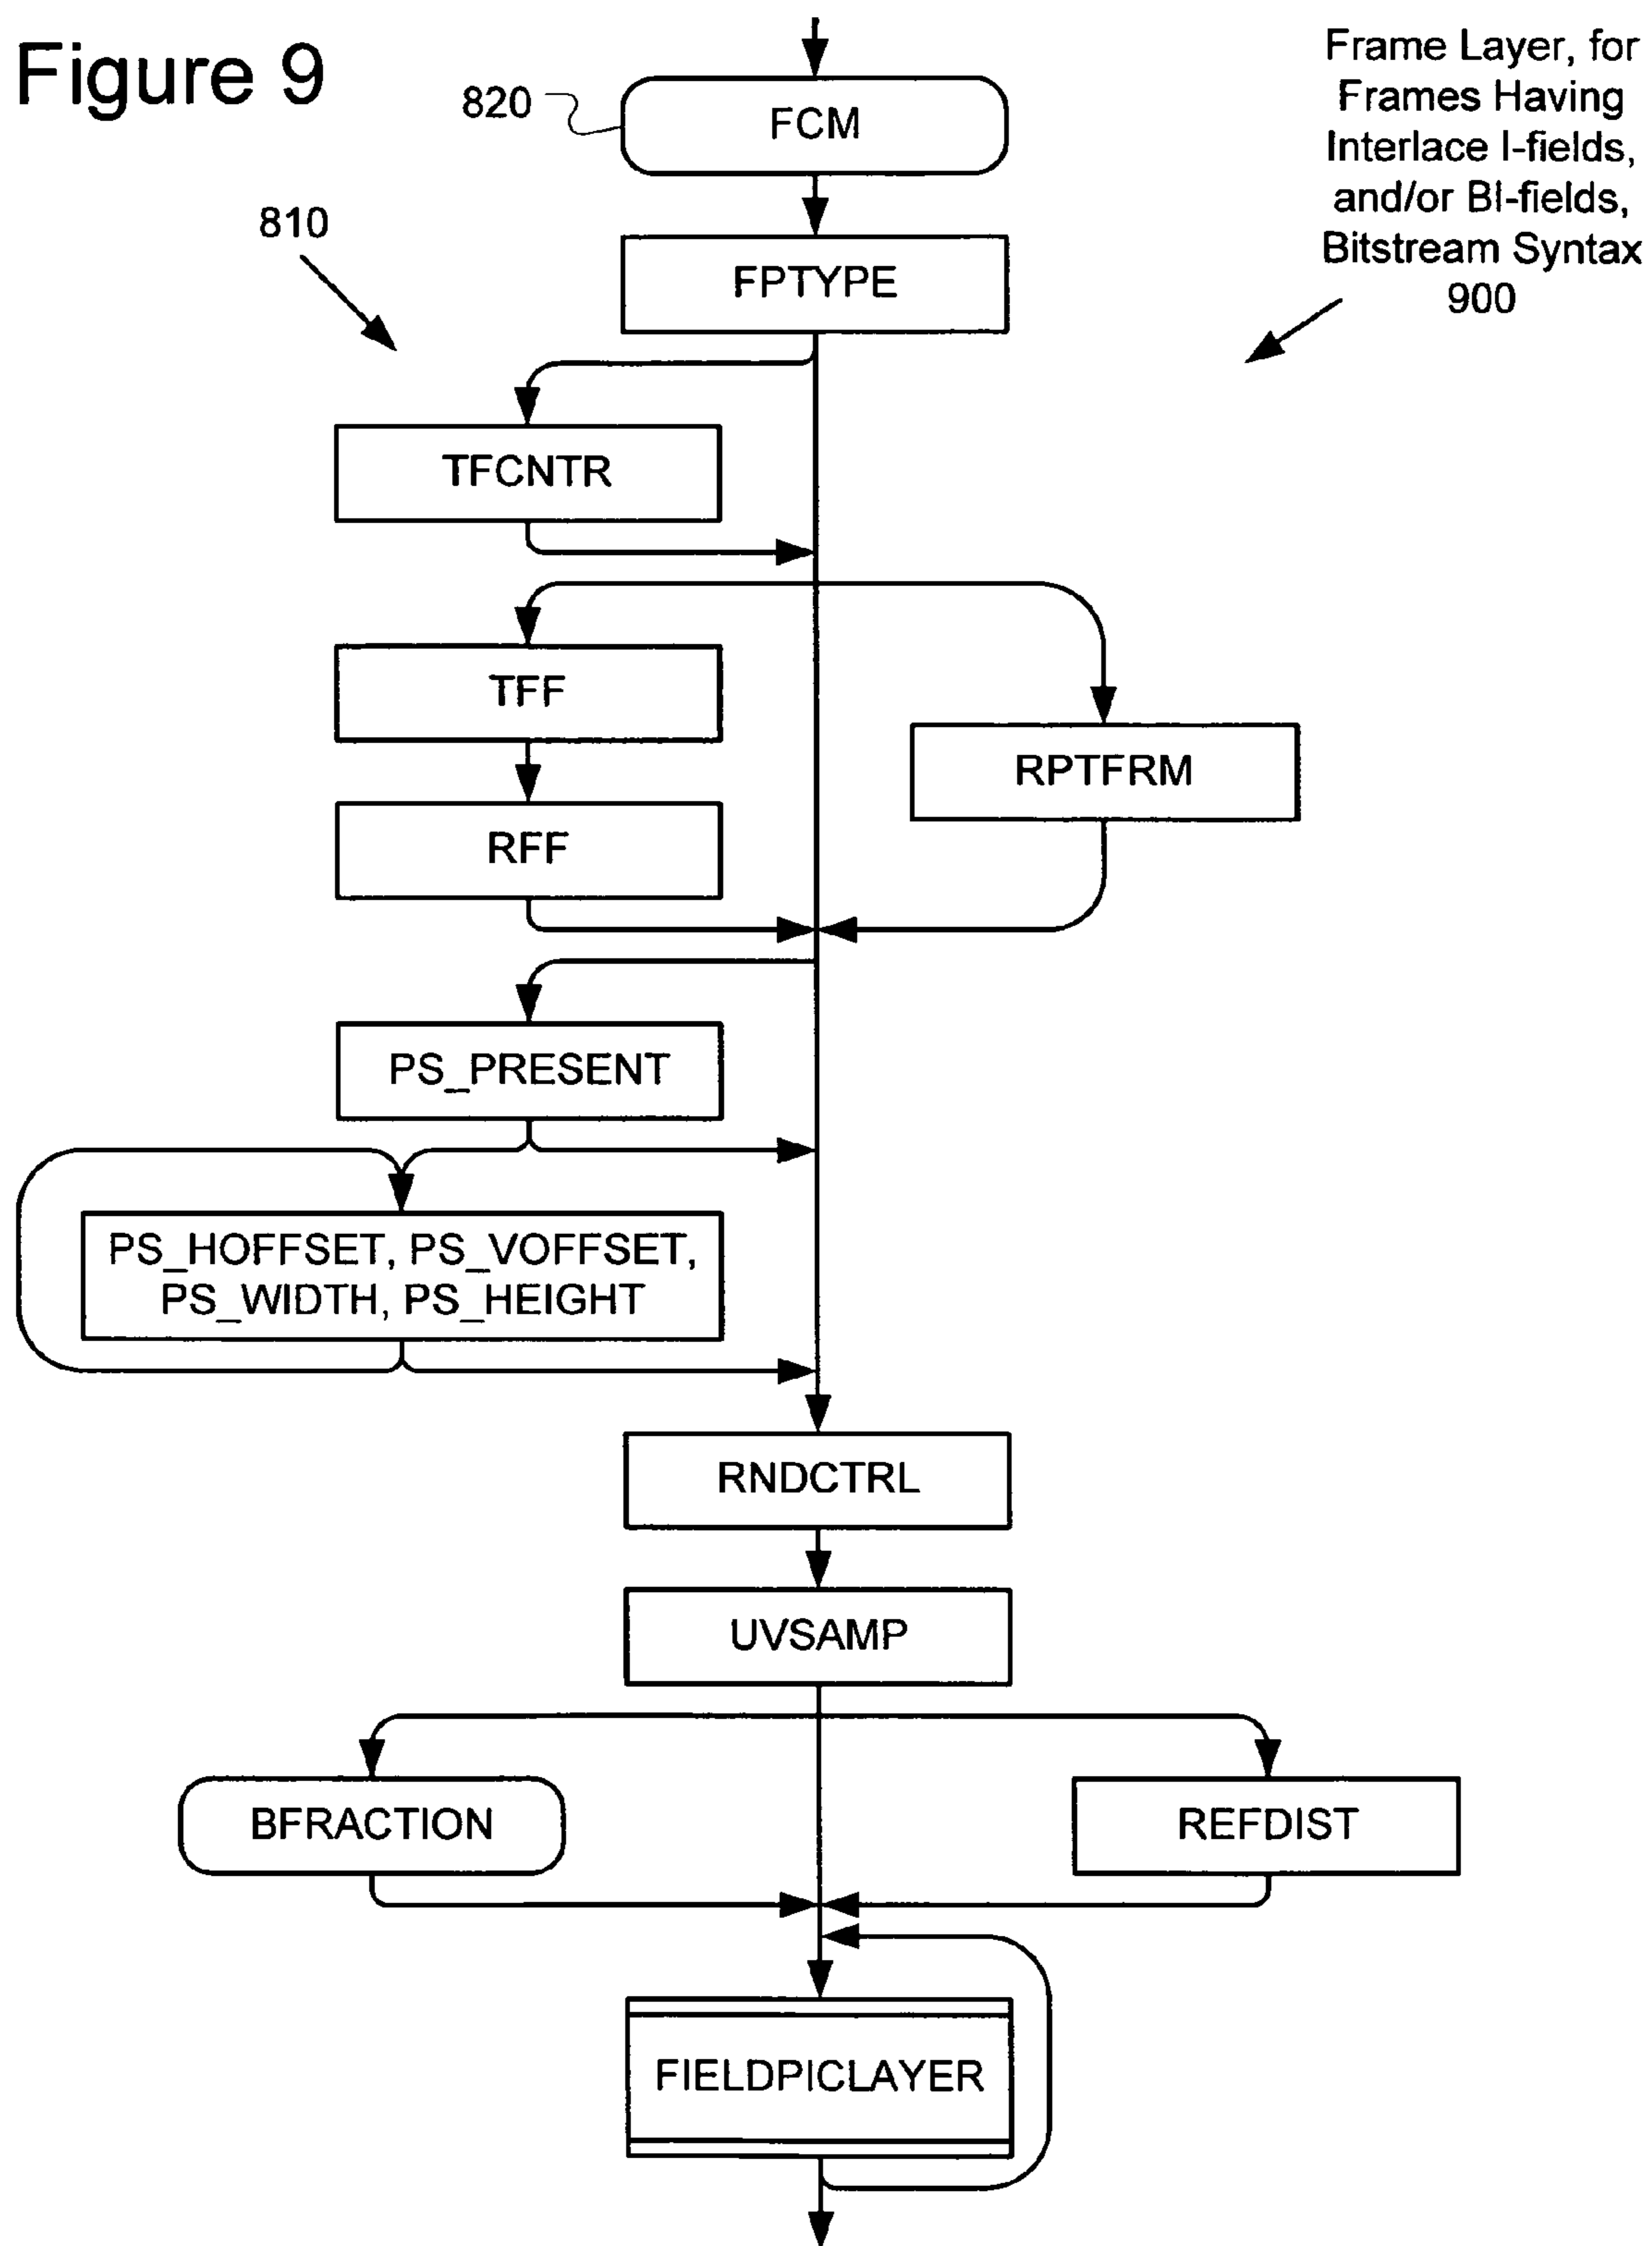 Figure 9
Frame Layer, for
Frames Having
Interlace I-fields,
and/or BI-fields,
Bitstream Syntax
900
820
FCM
810
FPTYPE
TFCNTR
TFF
RPTFRM
RFF
PS_PRESENT
PS_HOFFSET, PS_VOFFSET,
PS_WIDTH, PS_HEIGHT
RNDCTRL
UVSAMP
BFRACTION
REFDIST
FIELDPICLAYER